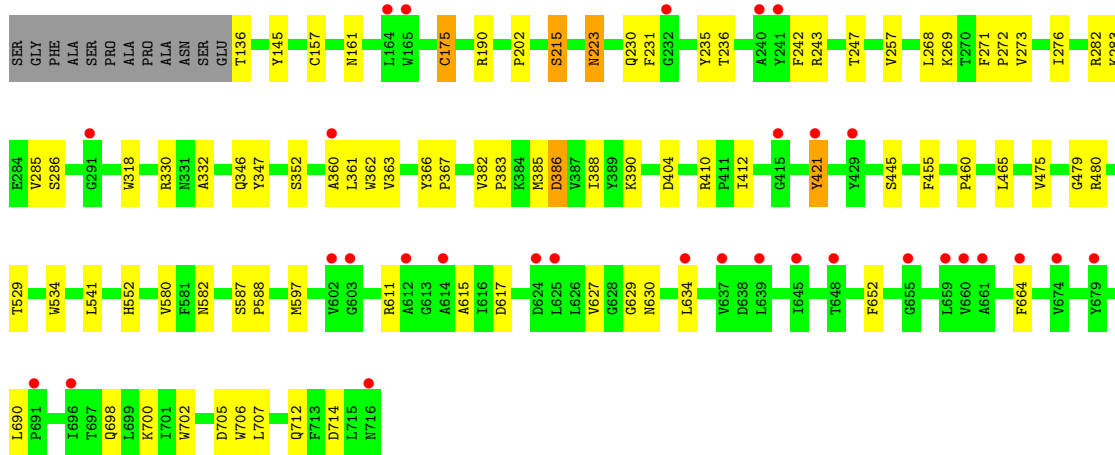 SER GLY PHE ALA SER PRO ALA PRO ALA ASN SER GLU T136 Y145 C157 N161 L164 W165 C175 R190 P202 S215 N223 Q230 F231 G232 Y235 T236 A240 Y241 F242 R243 T247 V257 L268 K269 T270 F271 P272 V273 I276 R282 K283
E284 V285 S286 G291 W318 R330 N331 A332 Q346 Y347 S352 A360 L361 W362 V363 Y366 P367 V382 P383 K384 M385 D386 V387 I388 Y389 K390 D404 R410 P411 I412 G415 Y421 Y429 S445 F455 P460 L465 V475 G479 R480
T529 W534 L541 H552 V580 F581 N582 S587 P588 M597 V602 G603 R611 A612 G613 A614 A615 I616 D617 D624 L625 L626 V627 G628 G629 N630 L634 V637 D638 L639 I645 T648 F652 G655 L659 V660 A661 F664 V674 Y679
L690 P691 I696 T697 Q698 L699 K700 I701 W702 D705 W706 L707 Q712 F713 D714 L715 N716